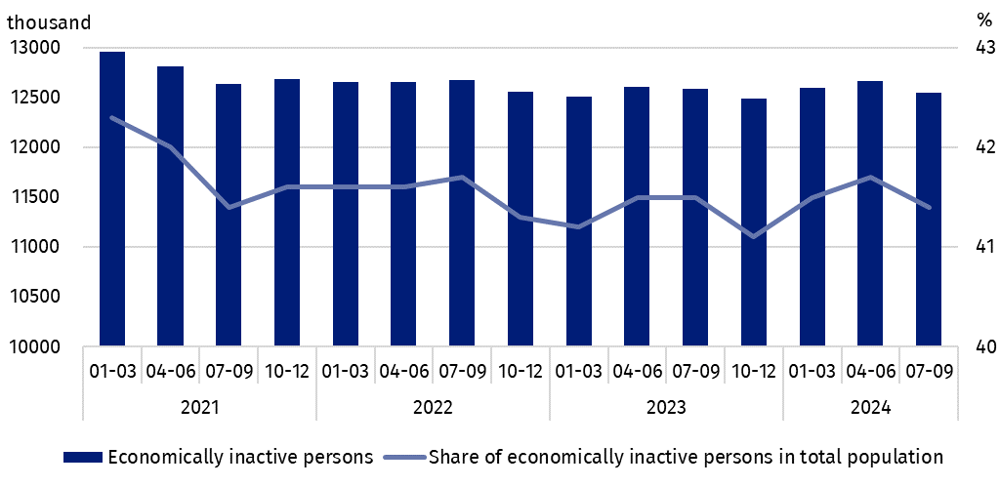 thousand %
13000 43
12500
12000 42
11500
11000 41
10500
10000 40
01-03 04-06 07-09 10-12 01-03 04-06 07-09 10-12 01-03 04-06 07-09 10-12 01-03 04-06 07-09
2021 2022 2023 2024
Economically inactive persons Share of economically inactive persons in total population